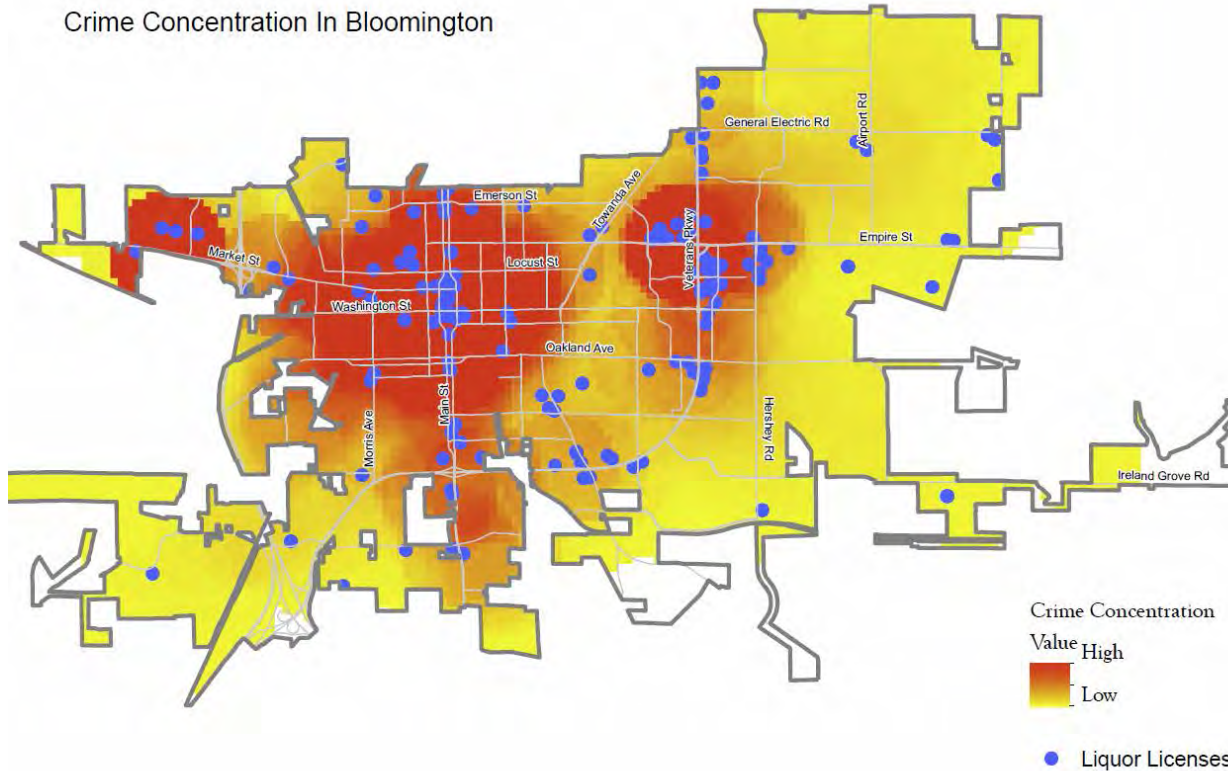 Crime Concentration In Bloomington
General Electric Rd
Airport Rd
Towanda Ave
Emerson St
Veterans Pkwy
Empire St
Market St
Locust St
Washington St
Oakland Ave
Main St
Morris Ave
Hershey Rd
Ireland Grove Rd
Crime Concentration
Value
High
Low
Liquor Licenses